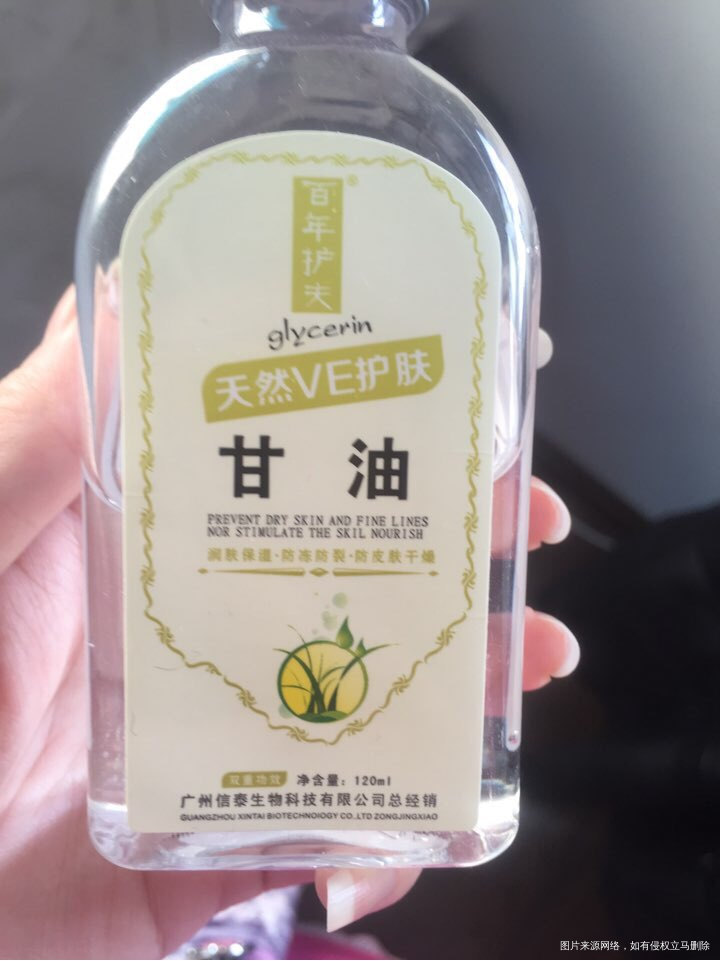 百年护夫®
glycerin
天然VE护肤
甘 油
PREVENT DRY SKIN AND FINE LINES
NOR STIMULATE THE SKIL NOURISH
润肤保湿·防冻防裂·防皮肤干燥
双重功效 净含量：120ml
广州信泰生物科技有限公司总经销
GUANGZHOU XINTAI BIOTECHNOIOGY CO.,LTD ZONGJINGXIAO
图片来源网络，如有侵权立马删除